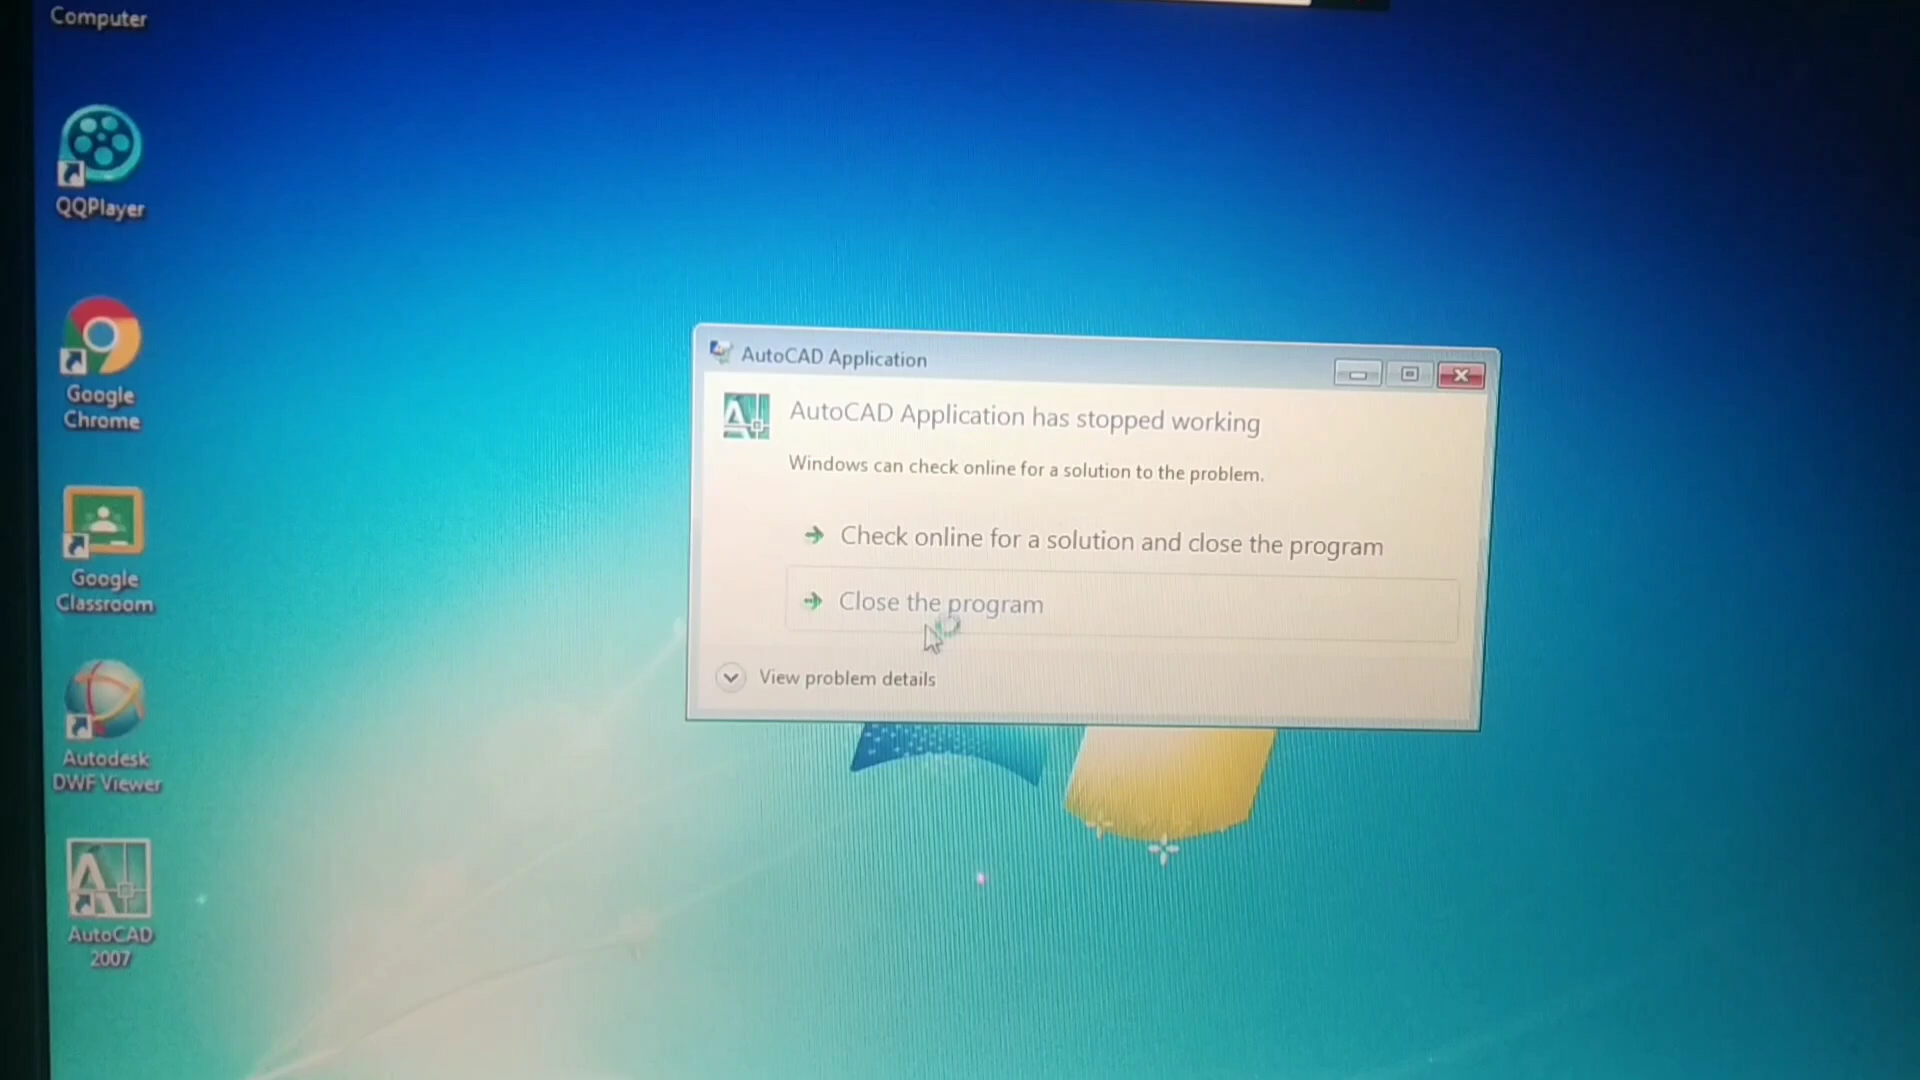 Computer
QQPlayer
Google
Chrome
Google
Classroom
Autodesk
DWF Viewer
AutoCAD
2007
AutoCAD Application
AutoCAD Application has stopped working
Windows can check online for a solution to the problem.
Check online for a solution and close the program
Close the program
View problem details